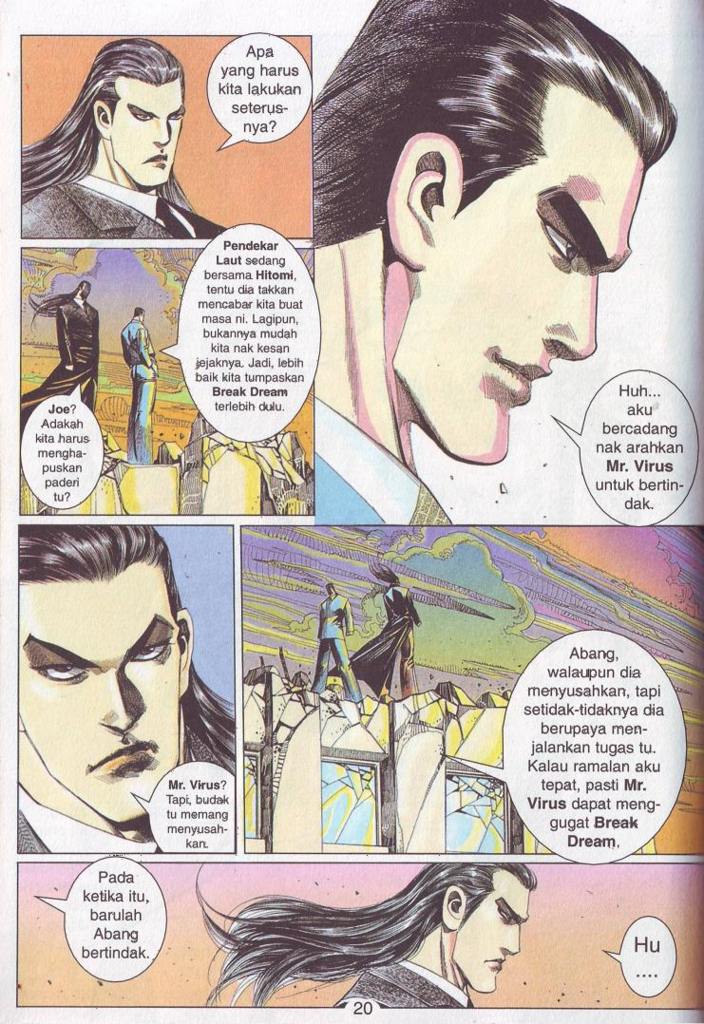 Apa
yang harus
kita lakukan
seterus-
nya?
Pendekar
Laut sedang
bersama Hitomi,
tentu dia takkan
mencabar kita buat
masa ni. Lagipun,
bukannya mudah
kita nak kesan
jejaknya. Jadi, lebih
baik kita tumpaskan
Break Dream
terlebih dulu.
Joe?
Adakah
kita harus
mengha-
puskan
paderi
tu?
Huh...
aku
bercadang
nak arahkan
Mr. Virus
untuk bertin-
dak.
Mr. Virus?
Tapi, budak
tu memang
menyusah-
kan.
Abang,
walaupun dia
menyusahkan, tapi
setidak-tidaknya dia
berupaya men-
jalankan tugas tu.
Kalau ramalan aku
tepat, pasti Mr.
Virus dapat meng-
gugat Break
Dream.
Pada
ketika itu,
barulah
Abang
bertindak.
Hu
....
20